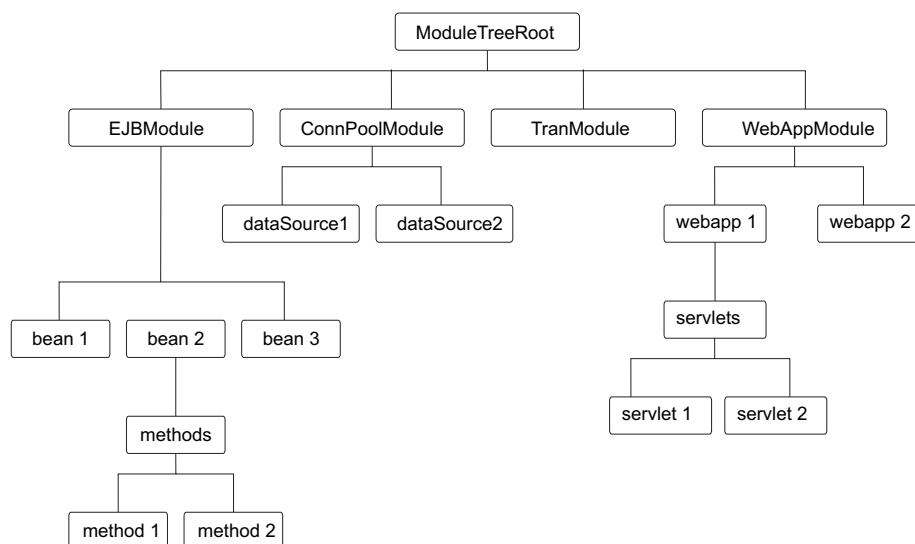 ModuleTreeRoot
EJBModule
ConnPoolModule
TranModule
WebAppModule
dataSource1
dataSource2
webapp 1
webapp 2
servlets
bean 1
bean 2
bean 3
servlet 1
servlet 2
methods
method 1
method 2